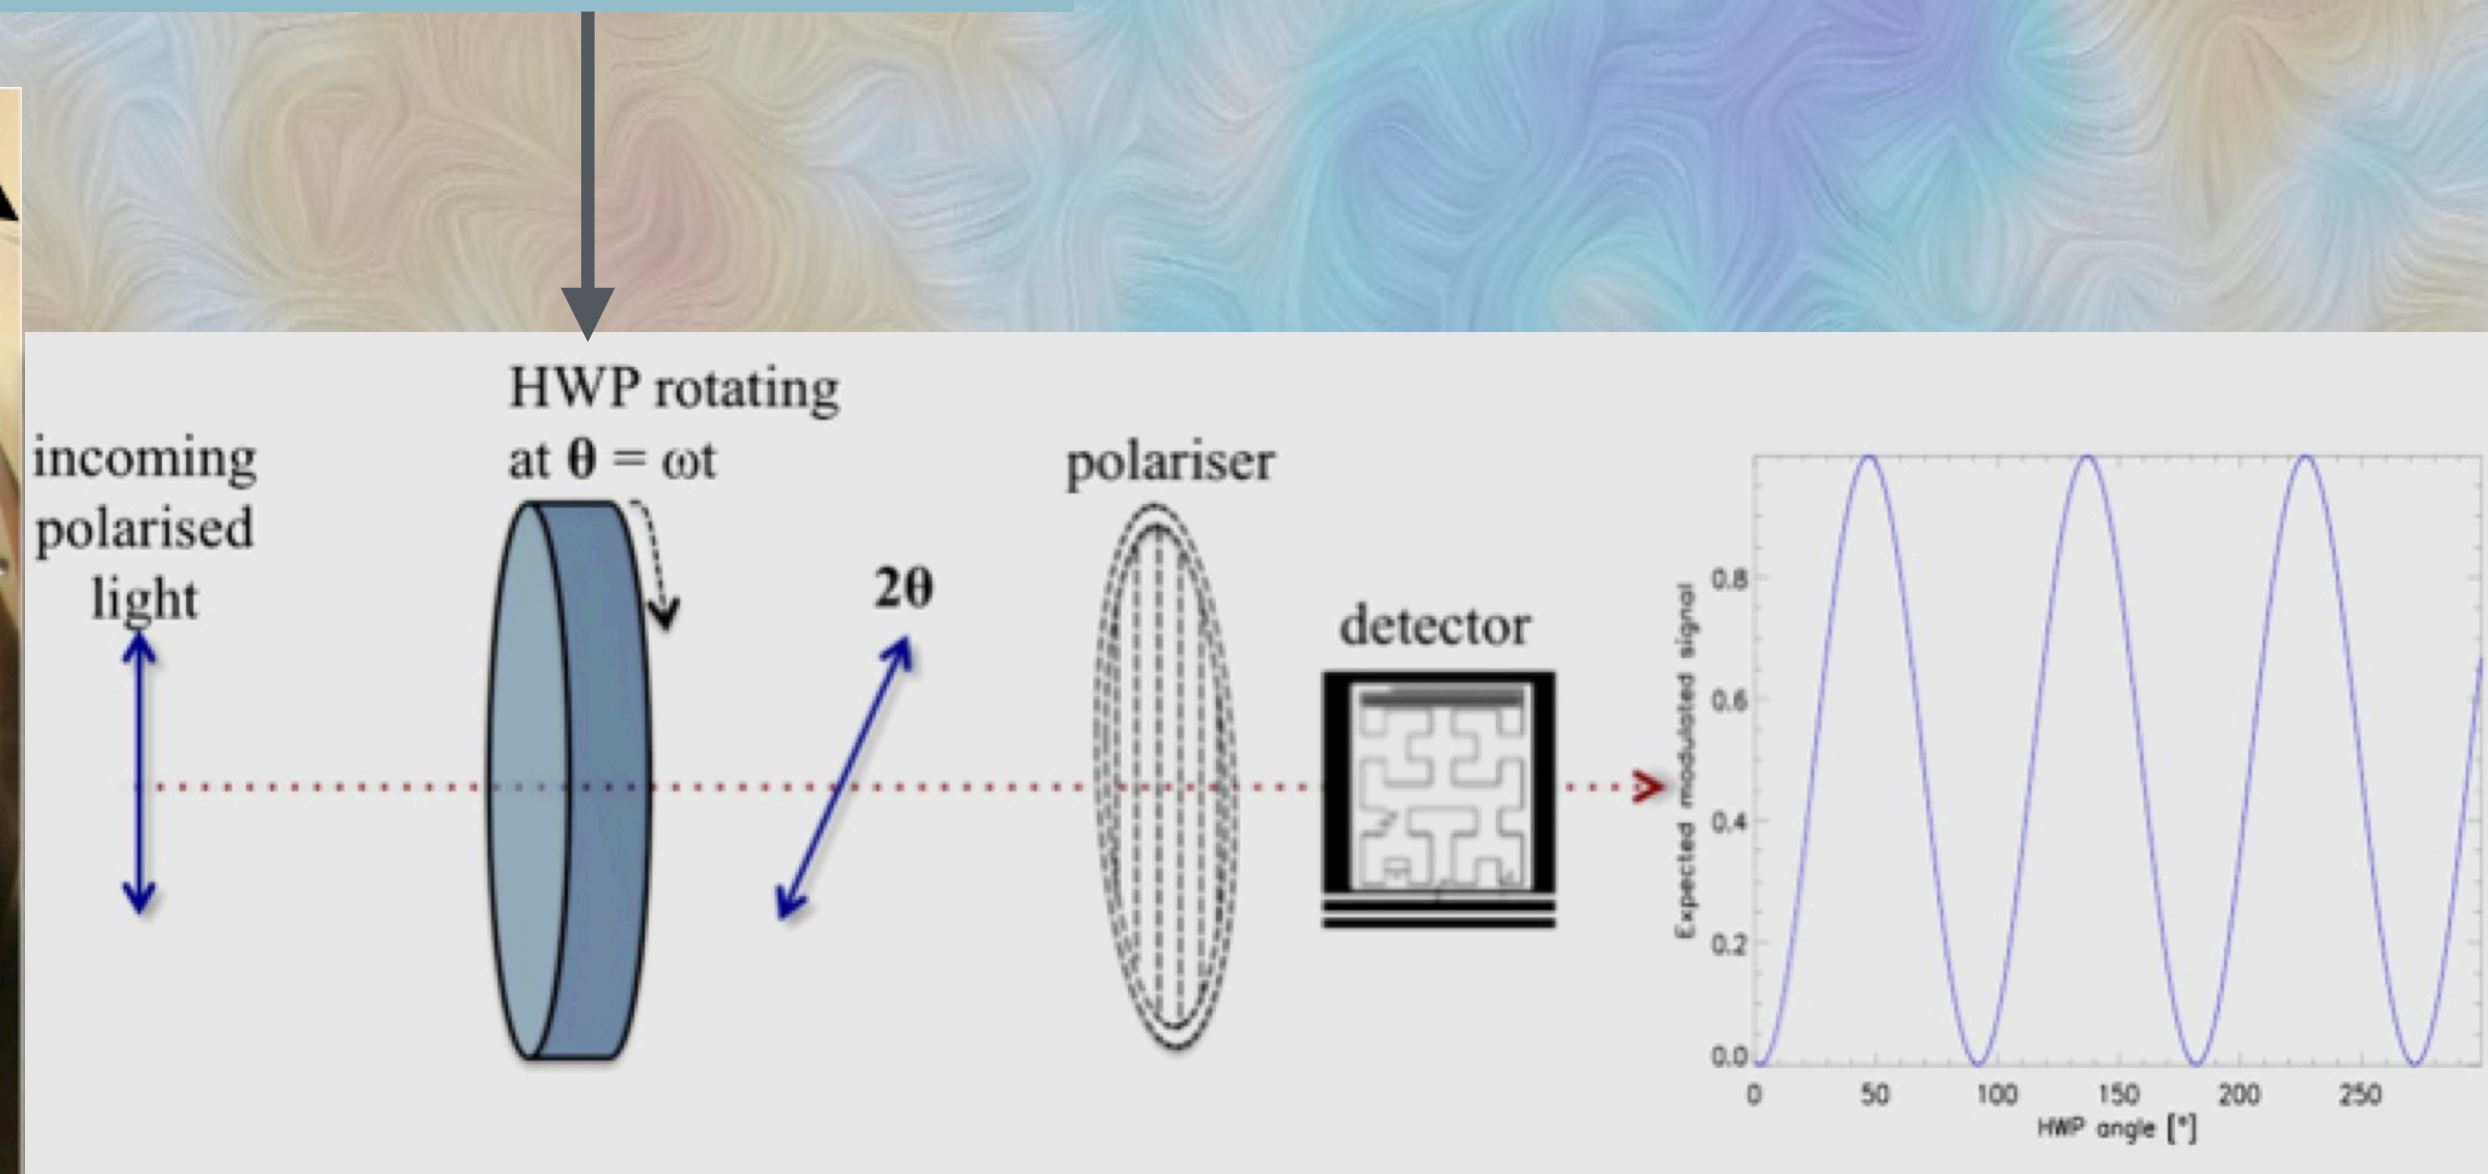 incoming
polarised
light
HWP rotating
at θ = ωt
2θ
polariser
detector
Expected modulated signal
0.8
0.6
0.4
0.2
0.0
0 50 100 150 200 250
HWP angle [°]